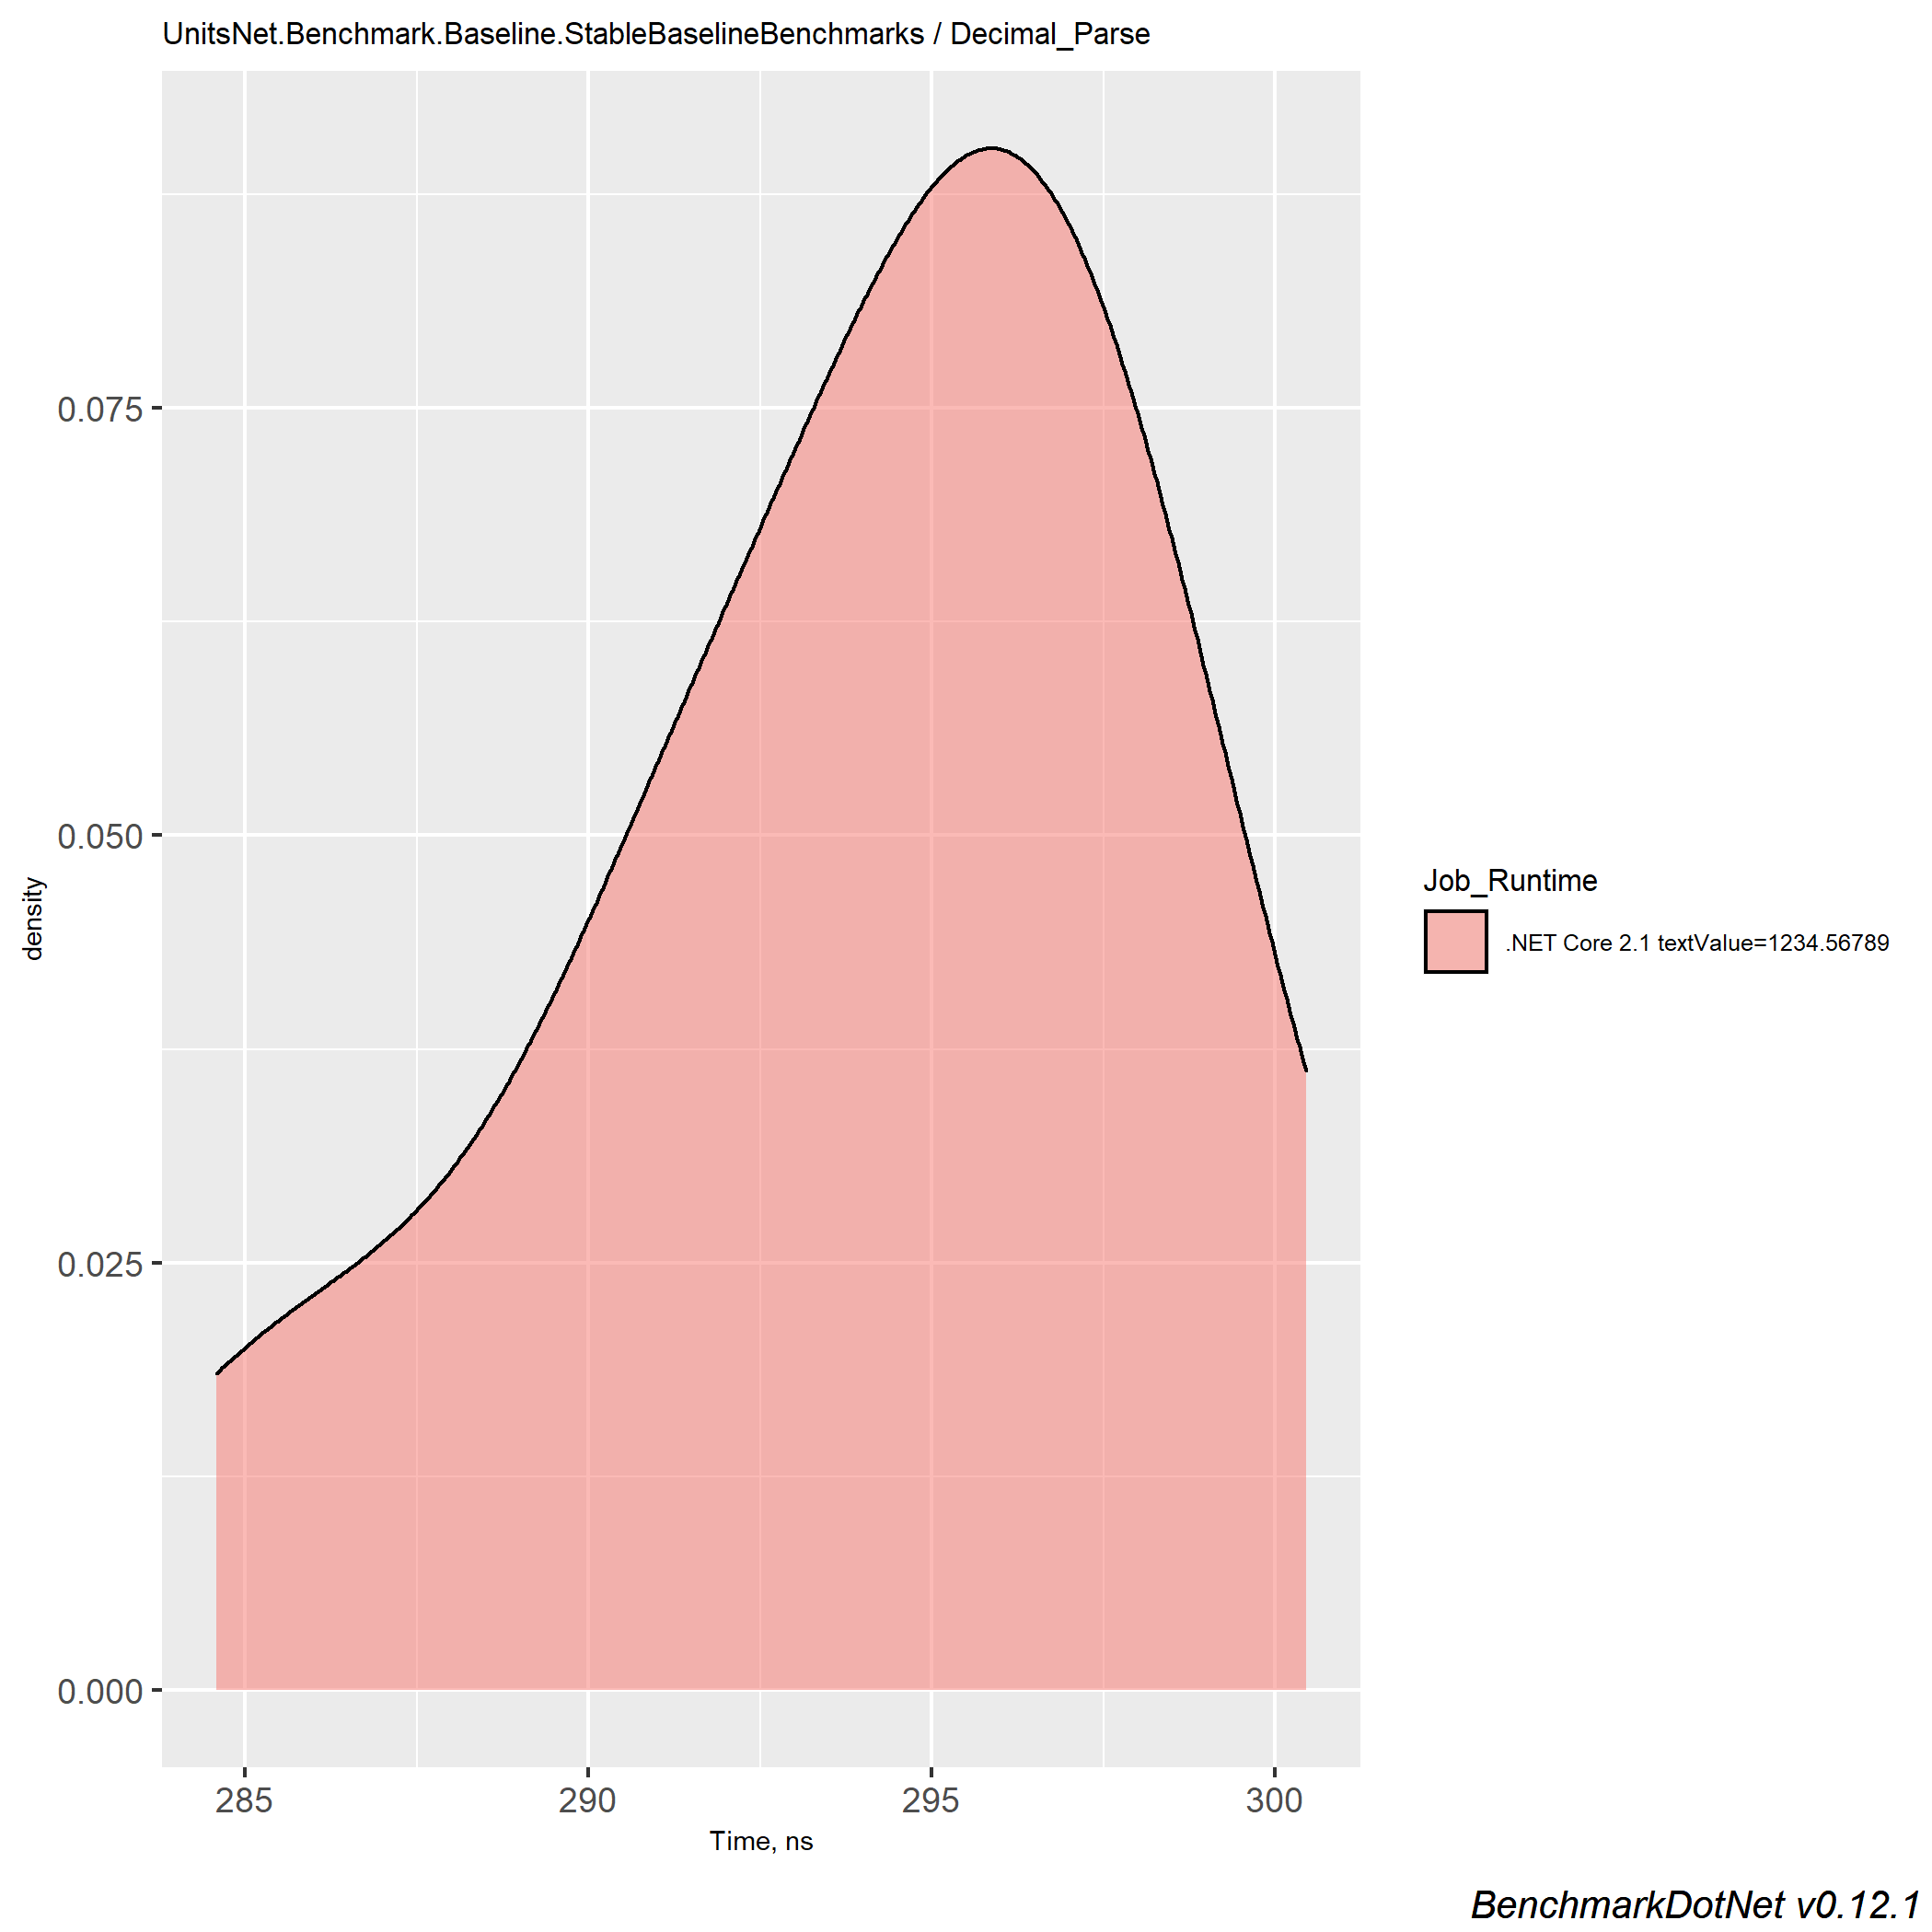 UnitsNet.Benchmark.Baseline.StableBaselineBenchmarks / Decimal_Parse
0.075
0.050
0.025
0.000
density
285 290 295 300
Time, ns
Job_Runtime
.NET Core 2.1 textValue=1234.56789
BenchmarkDotNet v0.12.1